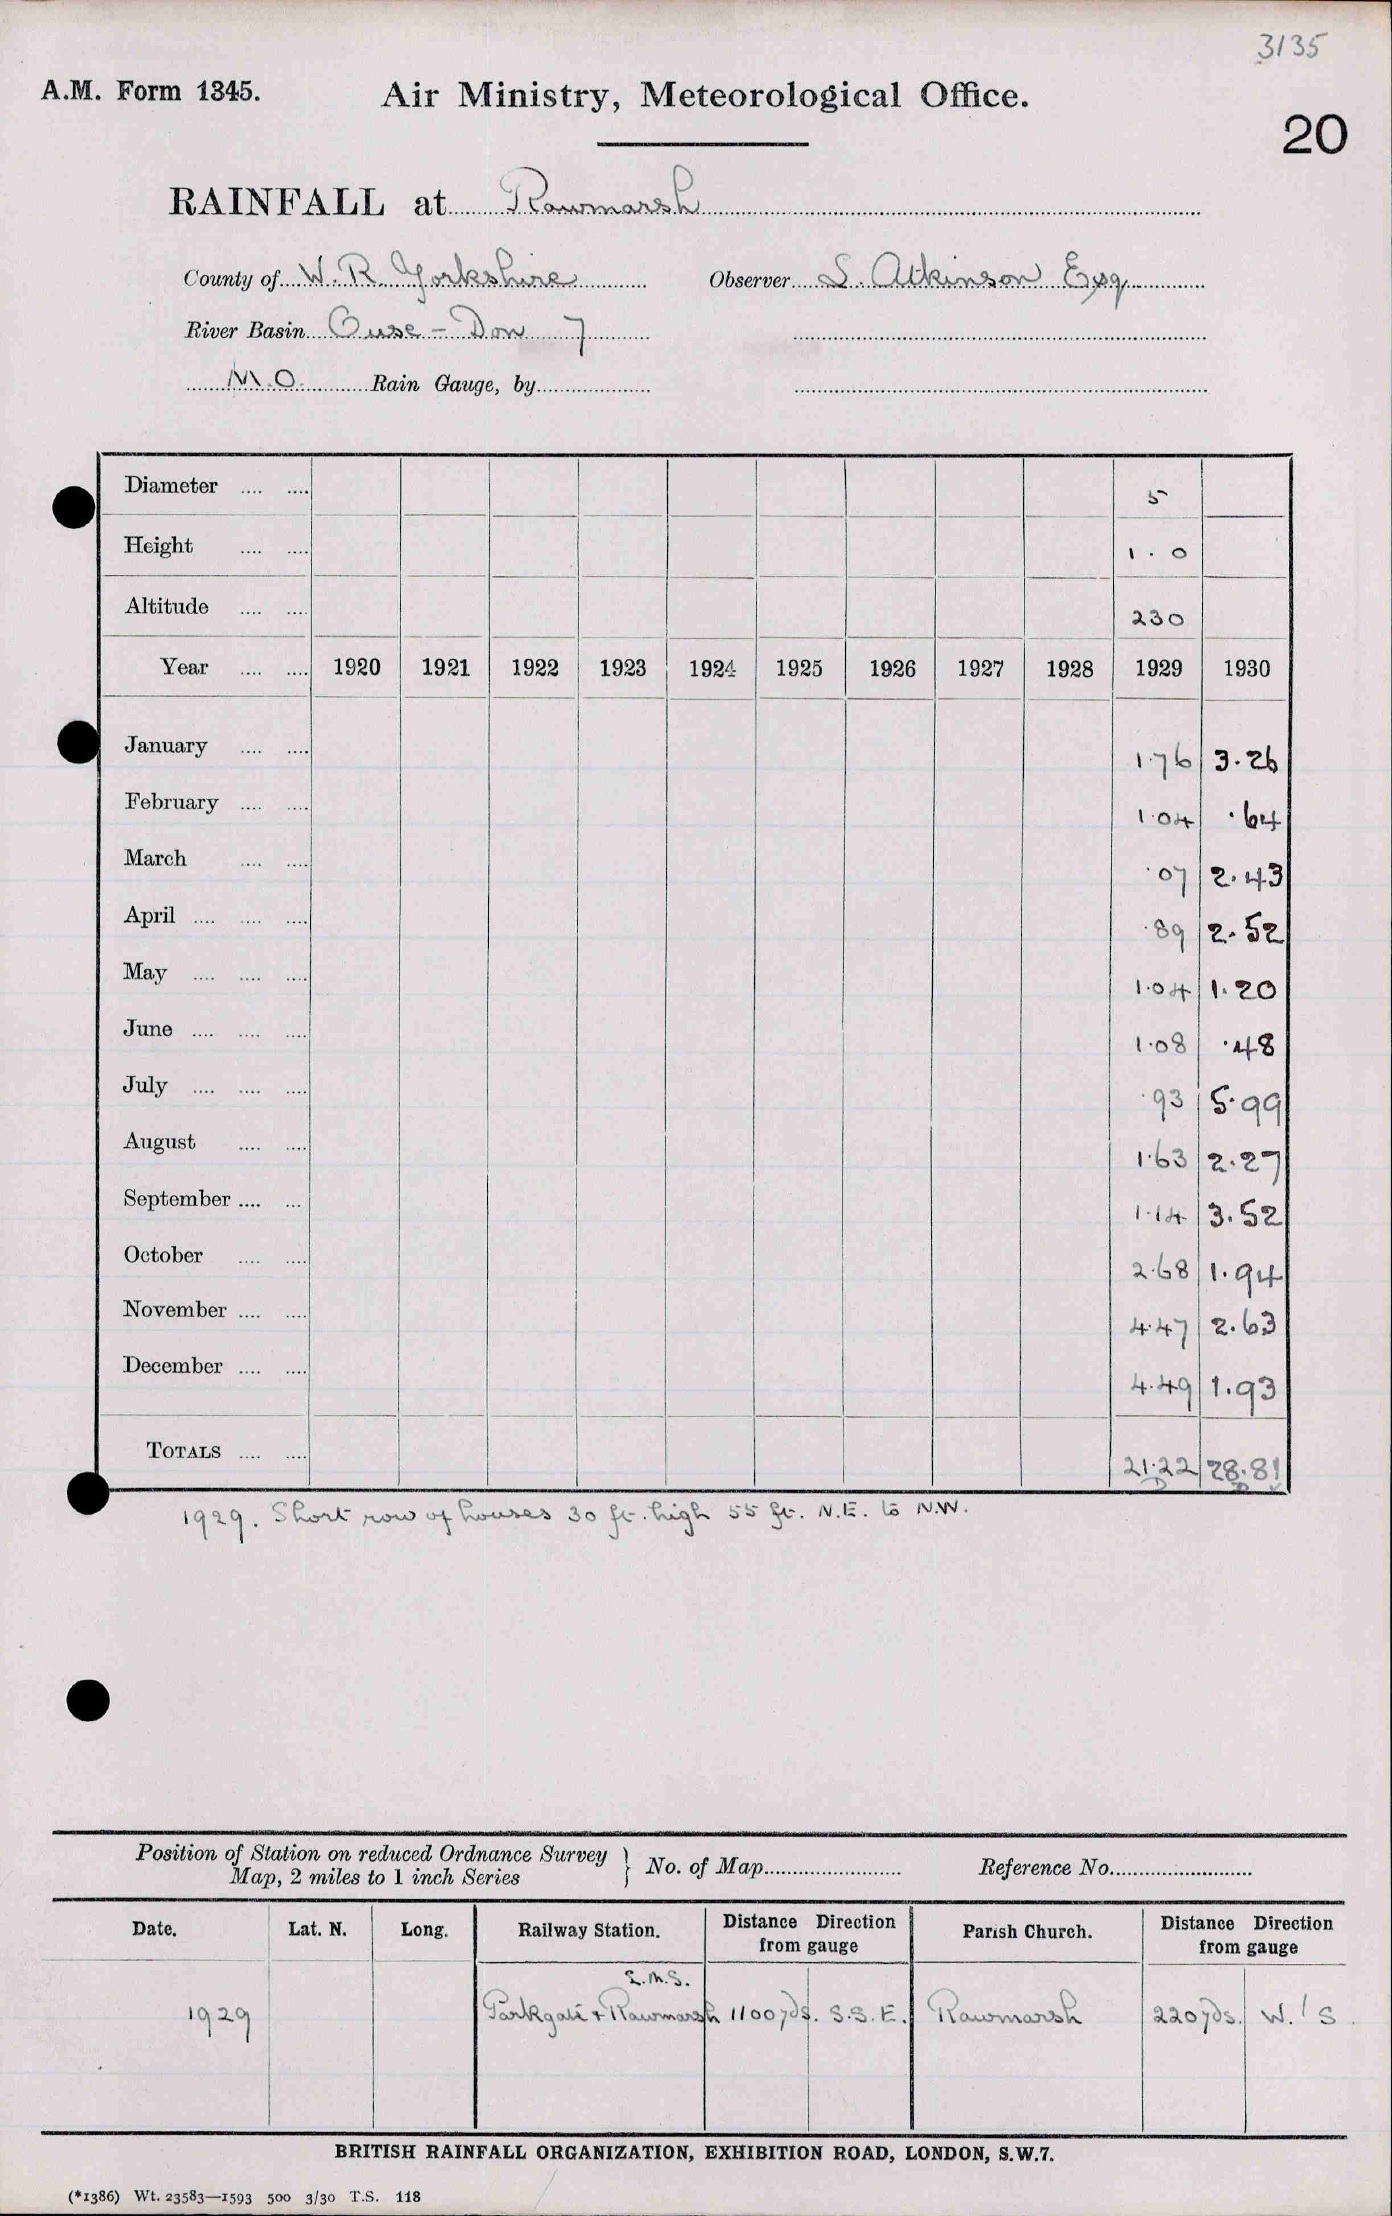 3135
A.M. Form 1345.
Air Ministry, Meteorological Office.
20
RAINFALL at Rawmarsh
County of W. R. Yorkshire Observer S. Atkinson Esq.
River Basin Ouse - Don 7
M.O. Rain Gauge, by
Diameter .... .... 5
Height .... .... 1 . 0
Altitude .... .... 230
Year .... .... 1920 1921 1922 1923 1924 1925 1926 1927 1928 1929 1930
January .... .... 1.76 3.26
February .... .... 1.04 .64
March .... .... .07 2.43
April .... .... .... .89 2.52
May .... .... .... 1.04 1.20
June .... .... .... 1.08 .48
July .... .... .... .93 5.99
August .... .... 1.63 2.27
September .... ... 1.14 3.52
October .... .... 2.68 1.94
November .... .... 4.47 2.63
December .... .... 4.49 1.93
TOTALS .... .... 21.22 28.81
1929. Short row of houses 30 ft. high 55 ft. N.E. to N.W.
Position of Station on reduced Ordnance Survey
Map, 2 miles to 1 inch Series
No. of Map Reference No.
Date. Lat. N. Long. Railway Station. Distance Direction from gauge Parish Church. Distance Direction from gauge
L.M.S.
1929 Parkgate + Rawmarsh 1100 yds. S.S.E. Rawmarsh 220 yds. W.'S
BRITISH RAINFALL ORGANIZATION, EXHIBITION ROAD, LONDON, S.W.7.
(*1386) Wt. 23583—1593 500 3/30 T.S. 118